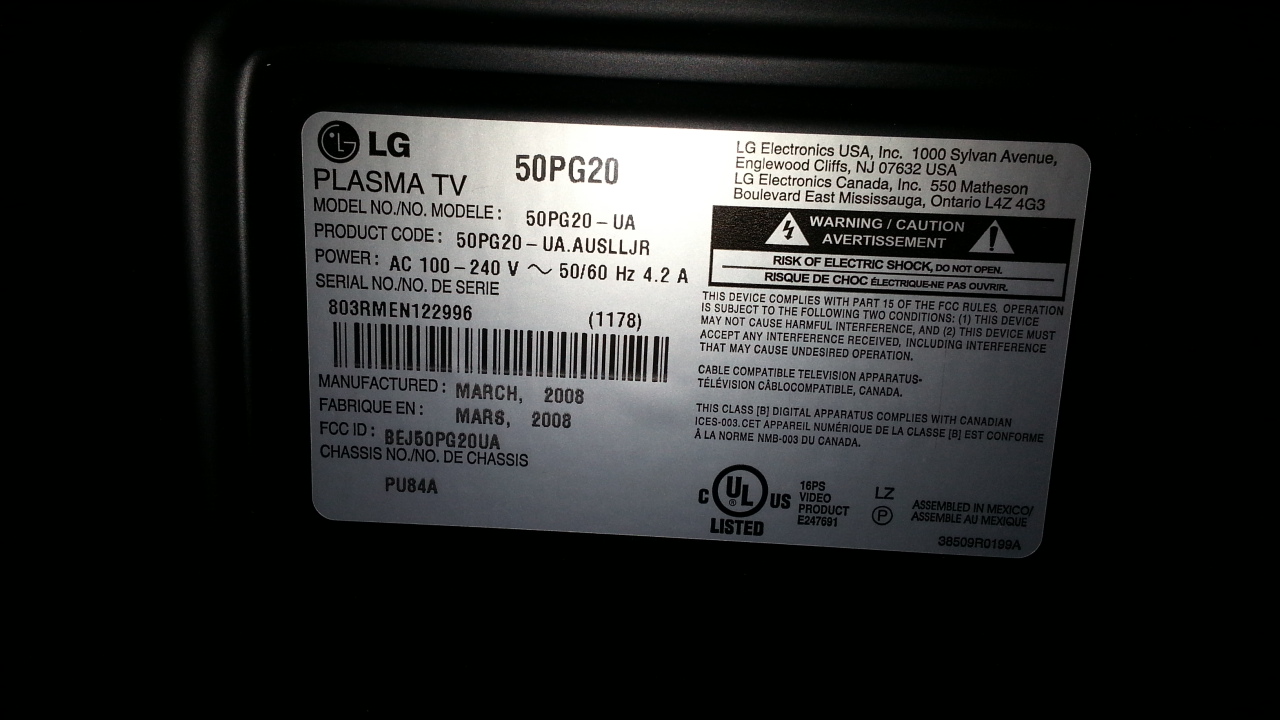 LG
PLASMA TV
50PG20
MODEL NO./NO. MODELE : 50PG20-UA
PRODUCT CODE : 50PG20-UA.AUSLLJR
POWER : AC 100-240 V ~ 50/60 Hz 4.2 A
SERIAL NO./NO. DE SERIE
803RMEN122996 (1178)
MANUFACTURED : MARCH, 2008
FABRIQUE EN : MARS, 2008
FCC ID : BEJ50PG20UA
CHASSIS NO./NO. DE CHASSIS
PU84A
LG Electronics USA, Inc. 1000 Sylvan Avenue,
Englewood Cliffs, NJ 07632 USA
LG Electronics Canada, Inc. 550 Matheson
Boulevard East Mississauga, Ontario L4Z 4G3
WARNING / CAUTION
AVERTISSEMENT
RISK OF ELECTRIC SHOCK, DO NOT OPEN.
RISQUE DE CHOC ÉLECTRIQUE-NE PAS OUVRIR.
THIS DEVICE COMPLIES WITH PART 15 OF THE FCC RULES. OPERATION
IS SUBJECT TO THE FOLLOWING TWO CONDITIONS: (1) THIS DEVICE
MAY NOT CAUSE HARMFUL INTERFERENCE, AND (2) THIS DEVICE MUST
ACCEPT ANY INTERFERENCE RECEIVED, INCLUDING INTERFERENCE
THAT MAY CAUSE UNDESIRED OPERATION.
CABLE COMPATIBLE TELEVISION APPARATUS-
TÉLÉVISION CÂBLOCOMPATIBLE, CANADA.
THIS CLASS [B] DIGITAL APPARATUS COMPLIES WITH CANADIAN
ICES-003.CET APPAREIL NUMÉRIQUE DE LA CLASSE [B] EST CONFORME
À LA NORME NMB-003 DU CANADA.
C UL ® US
LISTED
16PS
VIDEO
PRODUCT
E247691
LZ
P
ASSEMBLED IN MEXICO/
ASSEMBLE AU MEXIQUE
38509R0199A